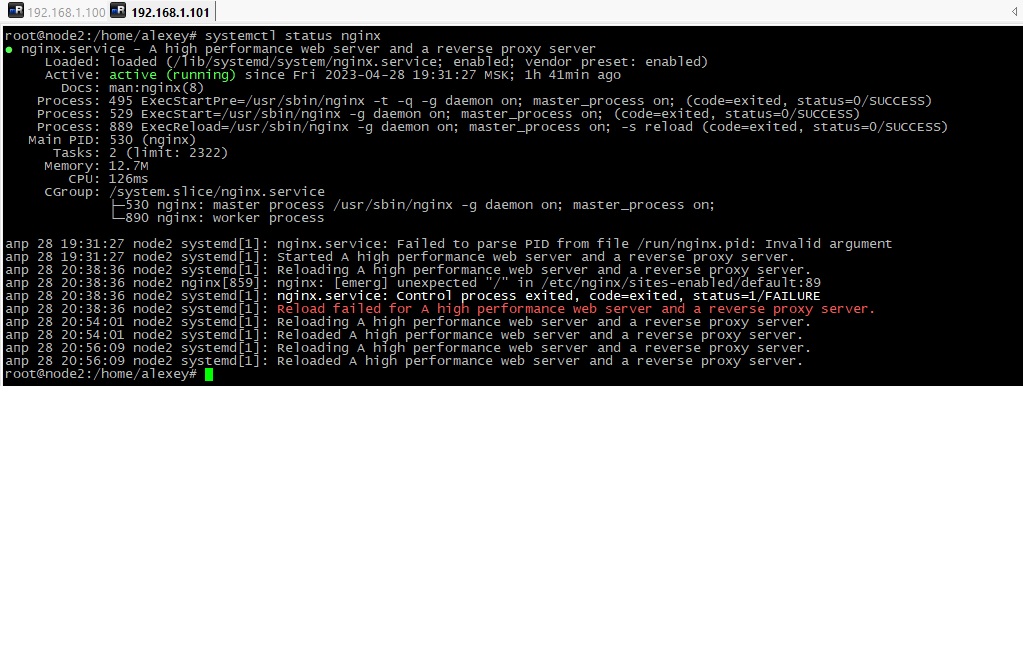 192.168.1.100 192.168.1.101
root@node2:/home/alexey# systemctl status nginx
● nginx.service - A high performance web server and a reverse proxy server
Loaded: loaded (/lib/systemd/system/nginx.service; enabled; vendor preset: enabled)
Active: active (running) since Fri 2023-04-28 19:31:27 MSK; 1h 41min ago
Docs: man:nginx(8)
Process: 495 ExecStartPre=/usr/sbin/nginx -t -q -g daemon on; master_process on; (code=exited, status=0/SUCCESS)
Process: 529 ExecStart=/usr/sbin/nginx -g daemon on; master_process on; (code=exited, status=0/SUCCESS)
Process: 889 ExecReload=/usr/sbin/nginx -g daemon on; master_process on; -s reload (code=exited, status=0/SUCCESS)
Main PID: 530 (nginx)
Tasks: 2 (limit: 2322)
Memory: 12.7M
CPU: 126ms
CGroup: /system.slice/nginx.service
├─530 nginx: master process /usr/sbin/nginx -g daemon on; master_process on;
└─890 nginx: worker process
апр 28 19:31:27 node2 systemd[1]: nginx.service: Failed to parse PID from file /run/nginx.pid: Invalid argument
апр 28 19:31:27 node2 systemd[1]: Started A high performance web server and a reverse proxy server.
апр 28 20:38:36 node2 systemd[1]: Reloading A high performance web server and a reverse proxy server.
апр 28 20:38:36 node2 nginx[859]: nginx: [emerg] unexpected "/" in /etc/nginx/sites-enabled/default:89
апр 28 20:38:36 node2 systemd[1]: nginx.service: Control process exited, code=exited, status=1/FAILURE
апр 28 20:38:36 node2 systemd[1]: Reload failed for A high performance web server and a reverse proxy server.
апр 28 20:54:01 node2 systemd[1]: Reloading A high performance web server and a reverse proxy server.
апр 28 20:54:01 node2 systemd[1]: Reloaded A high performance web server and a reverse proxy server.
апр 28 20:56:09 node2 systemd[1]: Reloading A high performance web server and a reverse proxy server.
апр 28 20:56:09 node2 systemd[1]: Reloaded A high performance web server and a reverse proxy server.
root@node2:/home/alexey#